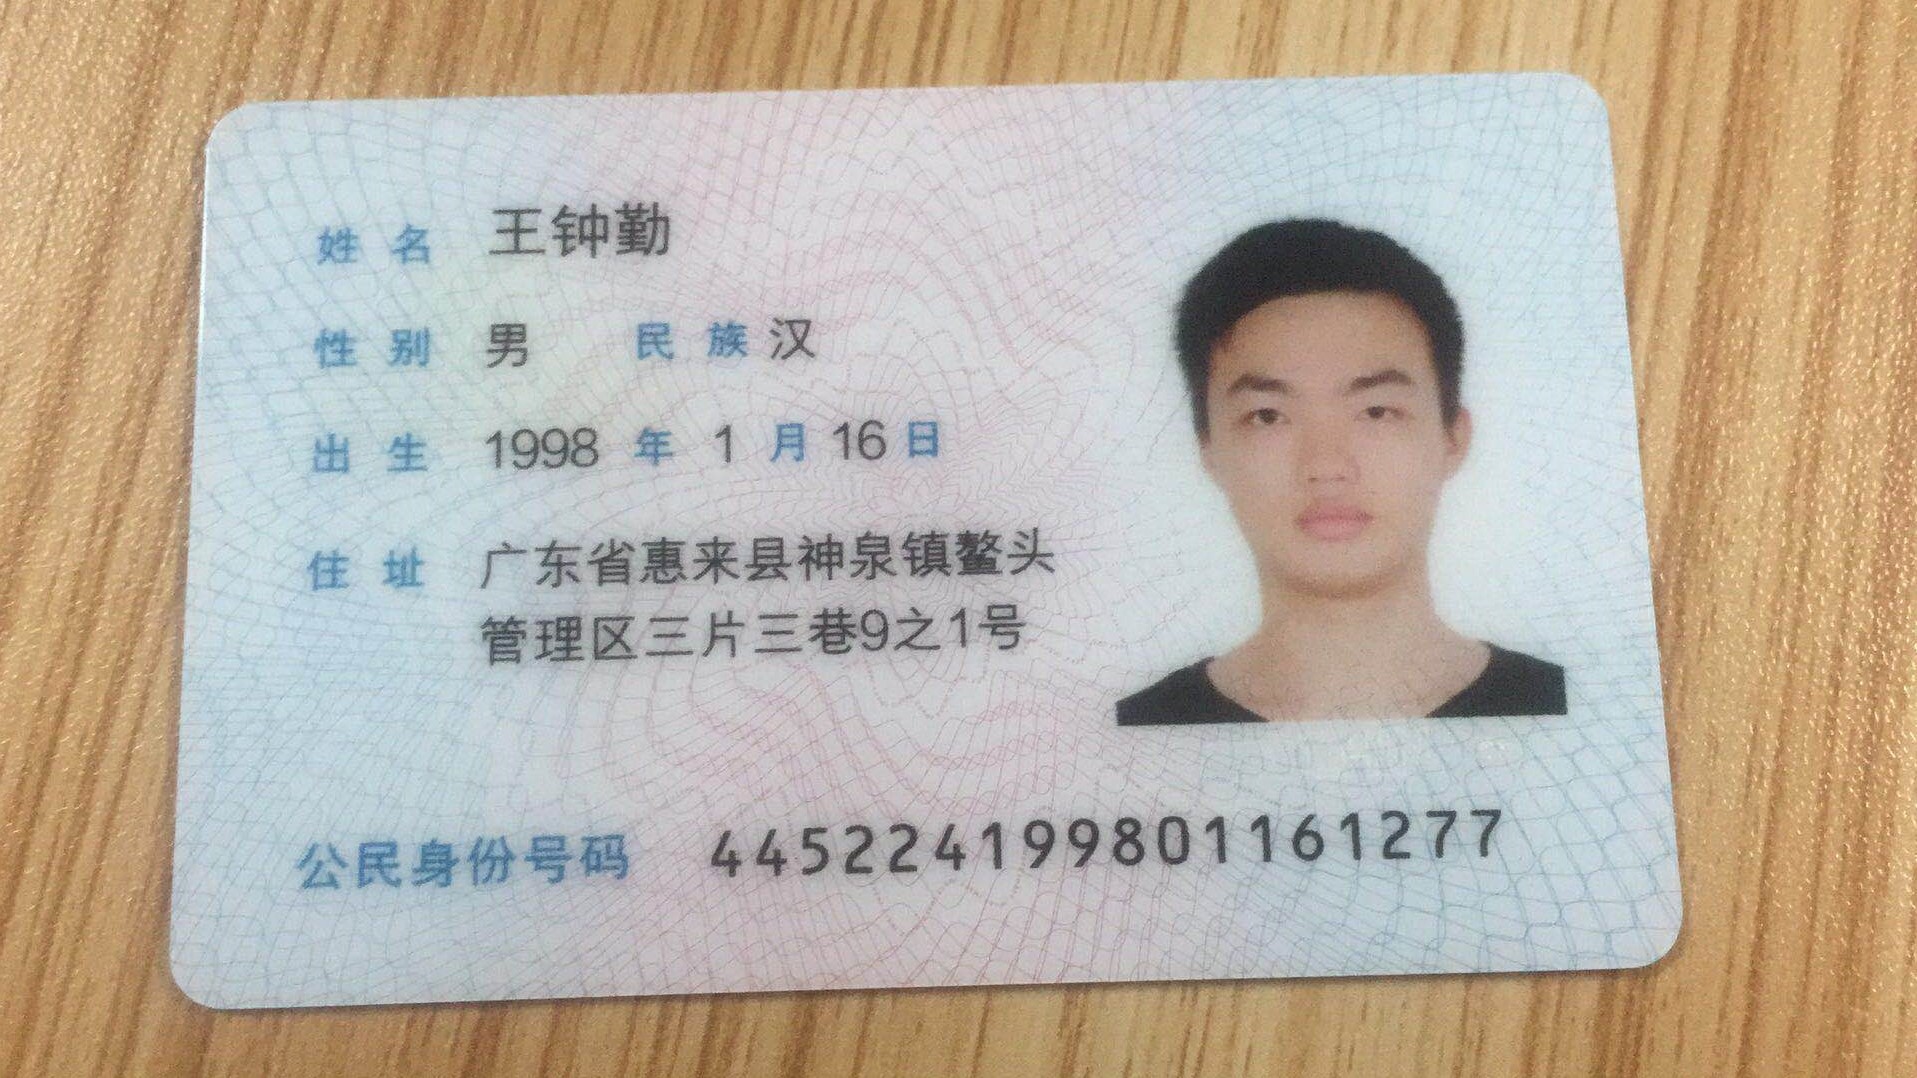 姓名 王钟勤
性别 男 民族 汉
出生 1998 年 1 月 16 日
住址 广东省惠来县神泉镇鳌头
管理区三片三巷9之1号
公民身份号码 445224199801161277